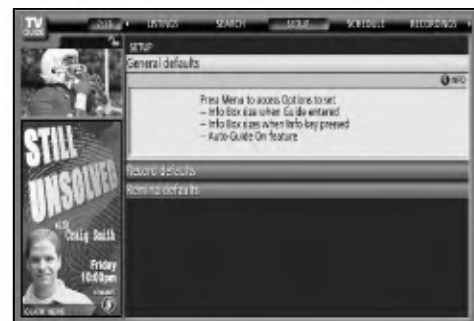 TV
GUIDE
LISTINGS SEARCH SETUP SCHEDULE RECORDINGS
SETUP
General defaults
INFO
Press Menu to access Options to set
– Info Box size when Guide entered
– Info Box sizes when Info key pressed
– Auto-Guide On feature
Record defaults
Remind defaults
STILL
UNSOLVED
WITH
Craig Smith
Friday
10:00pm
CLICK HERE